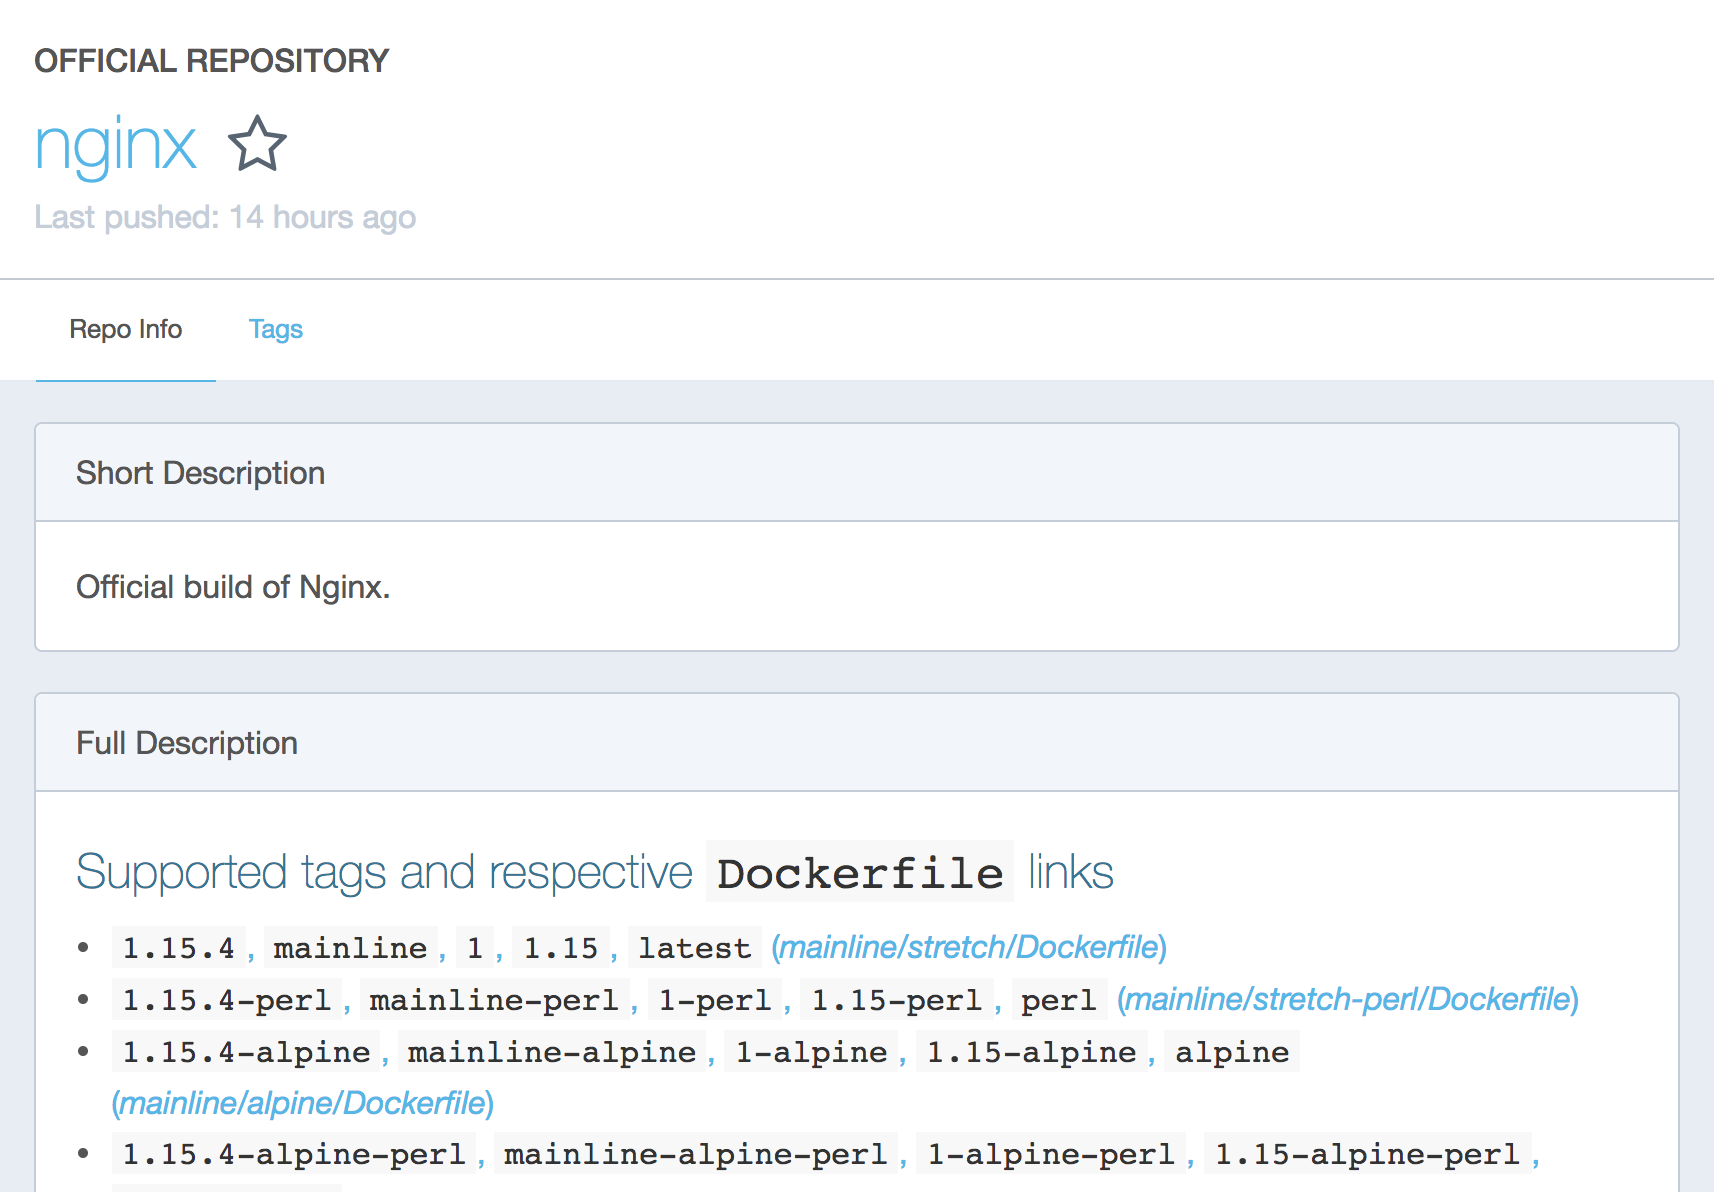 OFFICIAL REPOSITORY
nginx
Last pushed: 14 hours ago
Repo Info Tags
Short Description
Official build of Nginx.
Full Description
Supported tags and respective Dockerfile links
• 1.15.4, mainline, 1, 1.15, latest (mainline/stretch/Dockerfile)
• 1.15.4-perl, mainline-perl, 1-perl, 1.15-perl, perl (mainline/stretch-perl/Dockerfile)
• 1.15.4-alpine, mainline-alpine, 1-alpine, 1.15-alpine, alpine
(mainline/alpine/Dockerfile)
• 1.15.4-alpine-perl, mainline-alpine-perl, 1-alpine-perl, 1.15-alpine-perl,